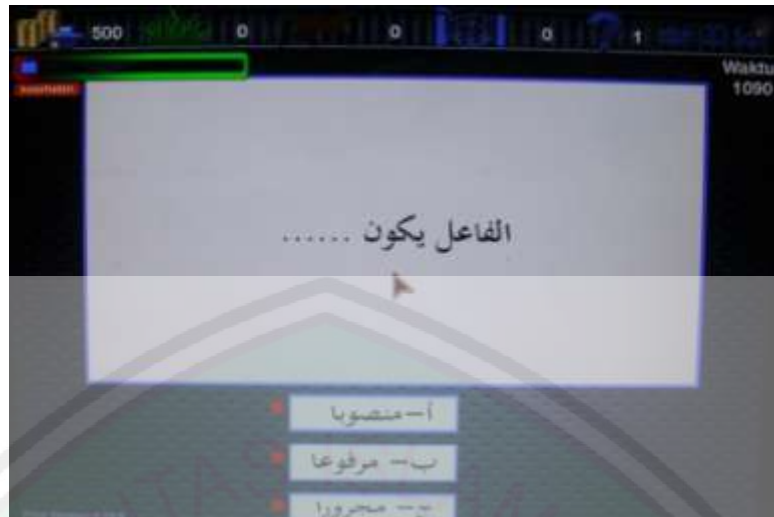 500 0 0 0 1
Waktu
1090
الفاعل يكون ......
أ-منصوبا
ب- مرفوعا
ج- مجرورا